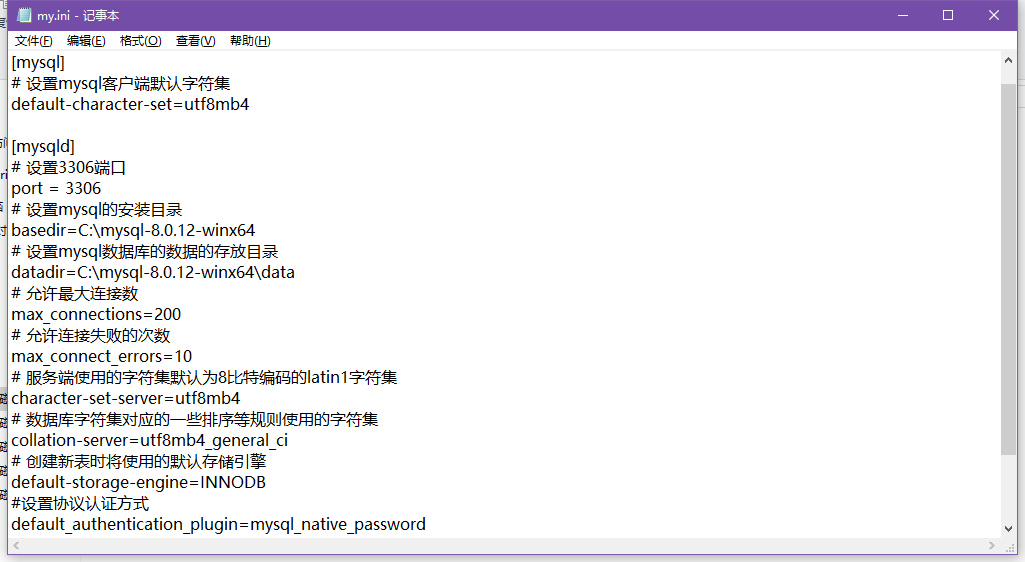 my.ini - 记事本
文件(F) 编辑(E) 格式(O) 查看(V) 帮助(H)
[mysql]
# 设置mysql客户端默认字符集
default-character-set=utf8mb4
[mysqld]
# 设置3306端口
port = 3306
# 设置mysql的安装目录
basedir=C:\mysql-8.0.12-winx64
# 设置mysql数据库的数据的存放目录
datadir=C:\mysql-8.0.12-winx64\data
# 允许最大连接数
max_connections=200
# 允许连接失败的次数
max_connect_errors=10
# 服务端使用的字符集默认为8比特编码的latin1字符集
character-set-server=utf8mb4
# 数据库字符集对应的一些排序等规则使用的字符集
collation-server=utf8mb4_general_ci
# 创建新表时将使用的默认存储引擎
default-storage-engine=INNODB
#设置协议认证方式
default_authentication_plugin=mysql_native_password